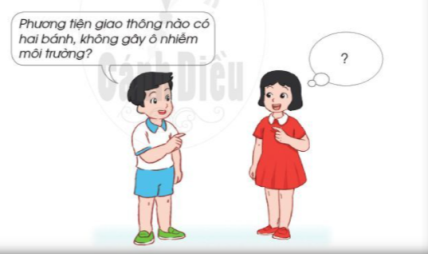 Phương tiện giao thông nào có
hai bánh, không gây ô nhiễm
môi trường?
?
Cánh Diều